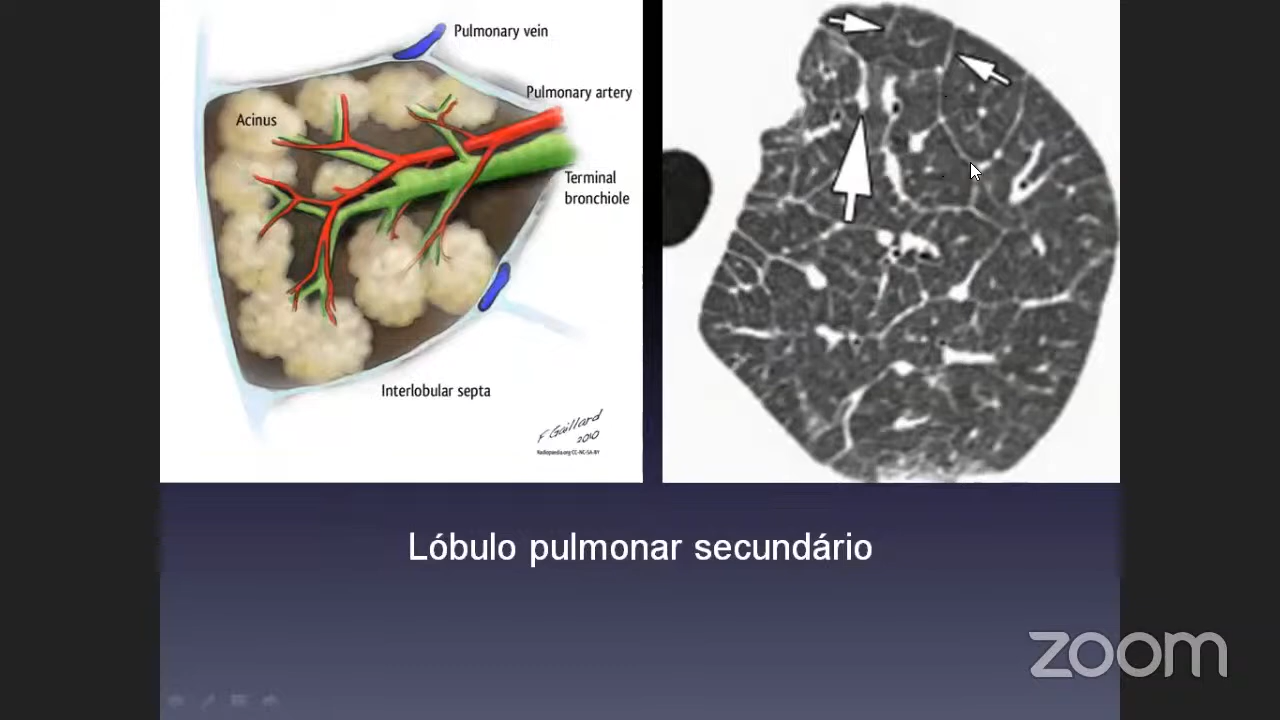 Pulmonary vein
Pulmonary artery
Acinus
Terminal
bronchiole
Interlobular septa
F Gaillard
2010
Radiopaedia.org CC-NC-SA-BY
Lóbulo pulmonar secundário
zoom